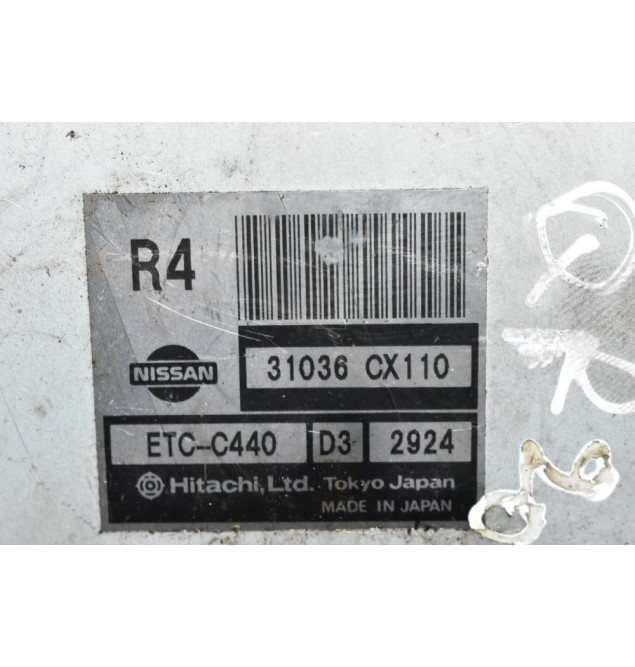 R4
NISSAN
31036 CX110
ETC-C440 D3 2924
Hitachi, Ltd. Tokyo Japan
MADE IN JAPAN